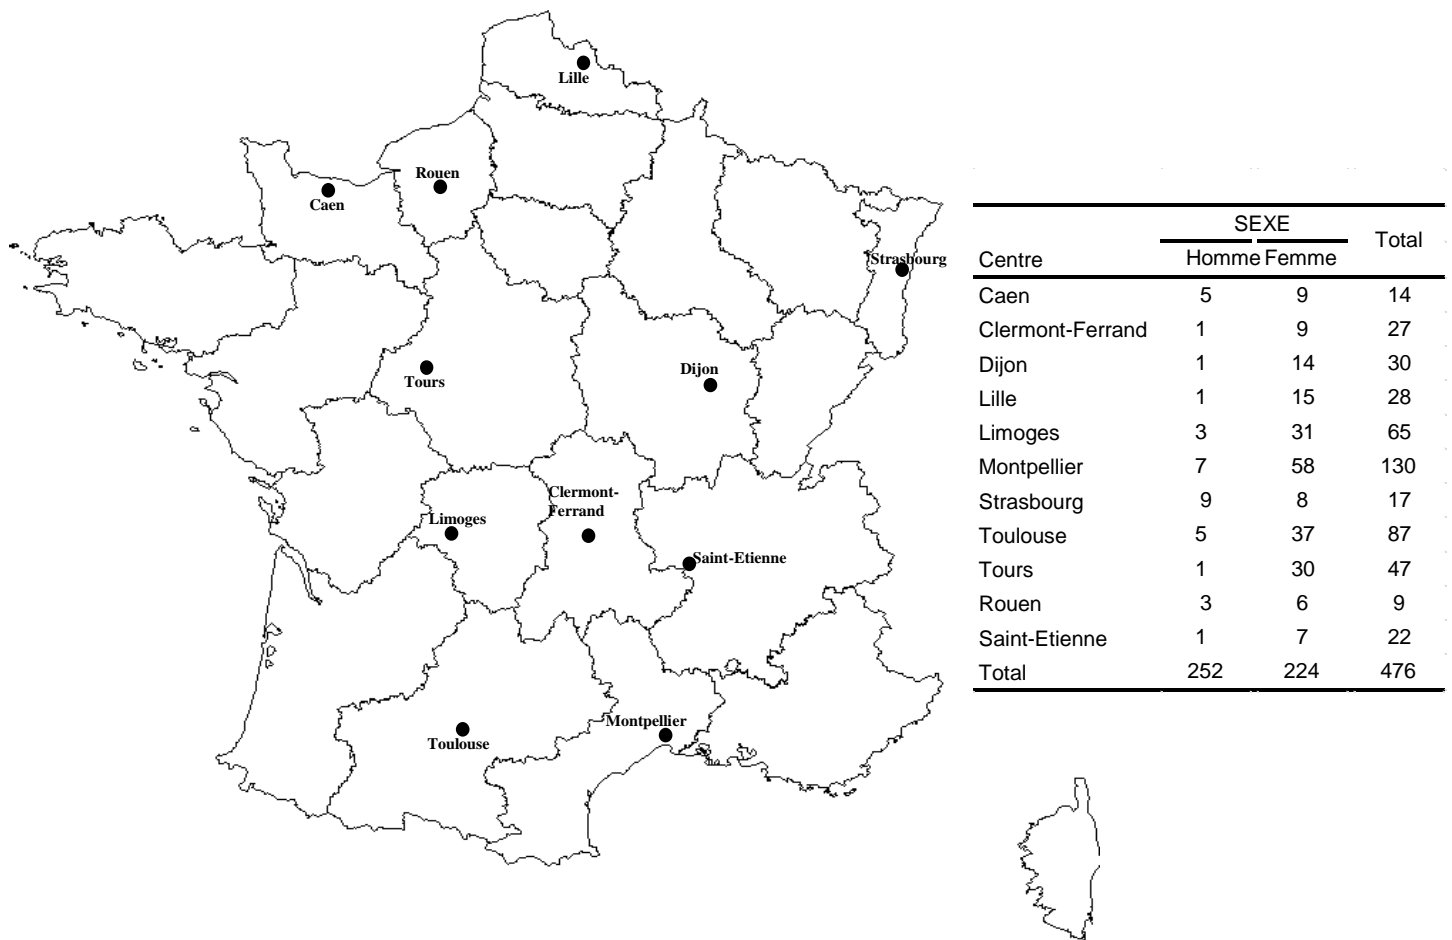 Lille
Rouen
Caen
Strasbourg
Tours
Dijon
Clermont-
Ferrand
Limoges
Saint-Etienne
Montpellier
Toulouse
SEXE
Total
Centre Homme Femme
Caen 5 9 14
Clermont-Ferrand 1 9 27
Dijon 1 14 30
Lille 1 15 28
Limoges 3 31 65
Montpellier 7 58 130
Strasbourg 9 8 17
Toulouse 5 37 87
Tours 1 30 47
Rouen 3 6 9
Saint-Etienne 1 7 22
Total 252 224 476